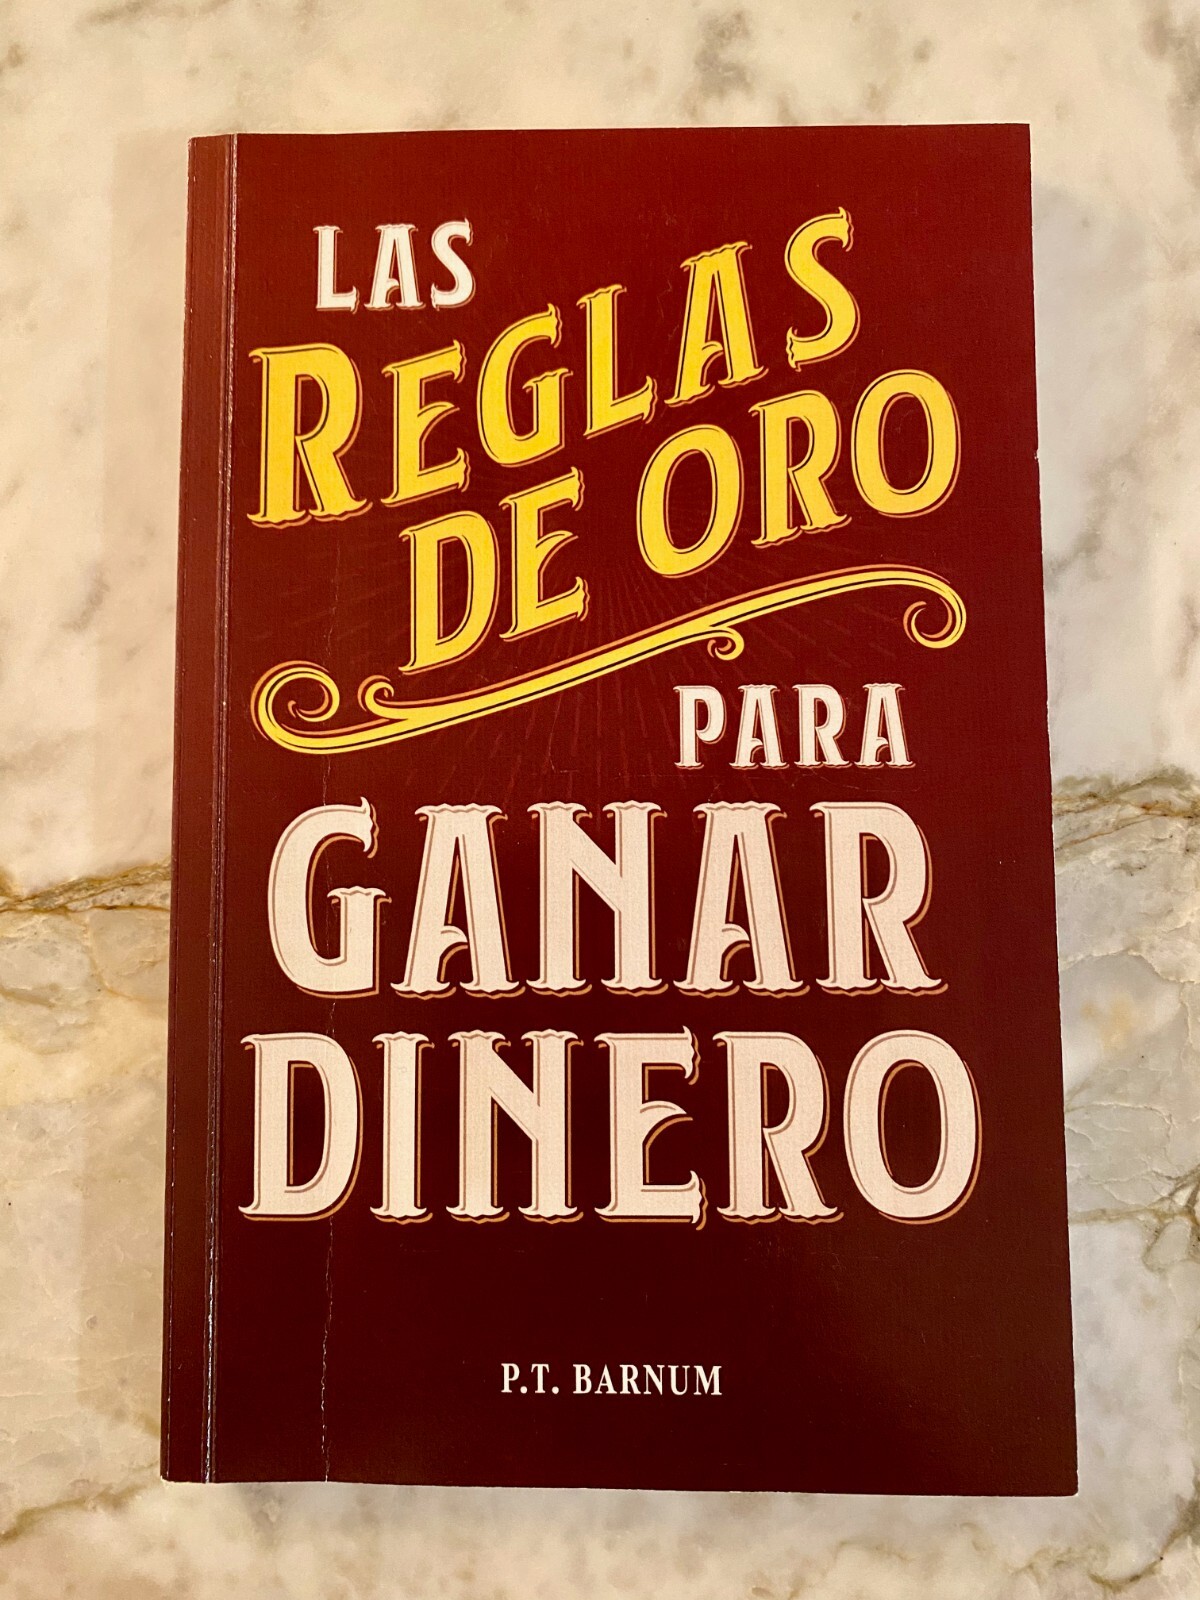 LAS
REGLAS
DE ORO
PARA
GANAR
DINERO
P.T. BARNUM